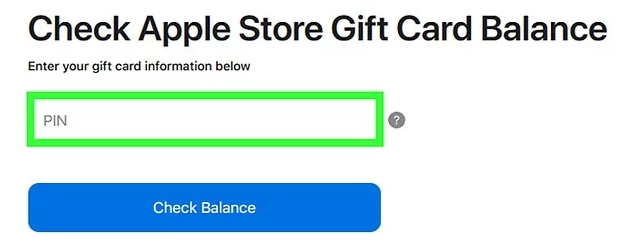 Check Apple Store Gift Card Balance
Enter your gift card information below
PIN
?
Check Balance